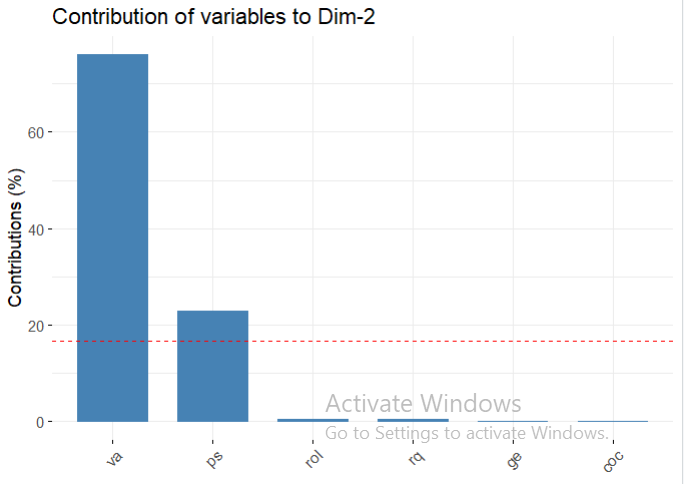 Contribution of variables to Dim-2
Contributions (%)
60
40
20
0
va
ps
rol
rq
ge
coc
Activate Windows
Go to Settings to activate Windows.